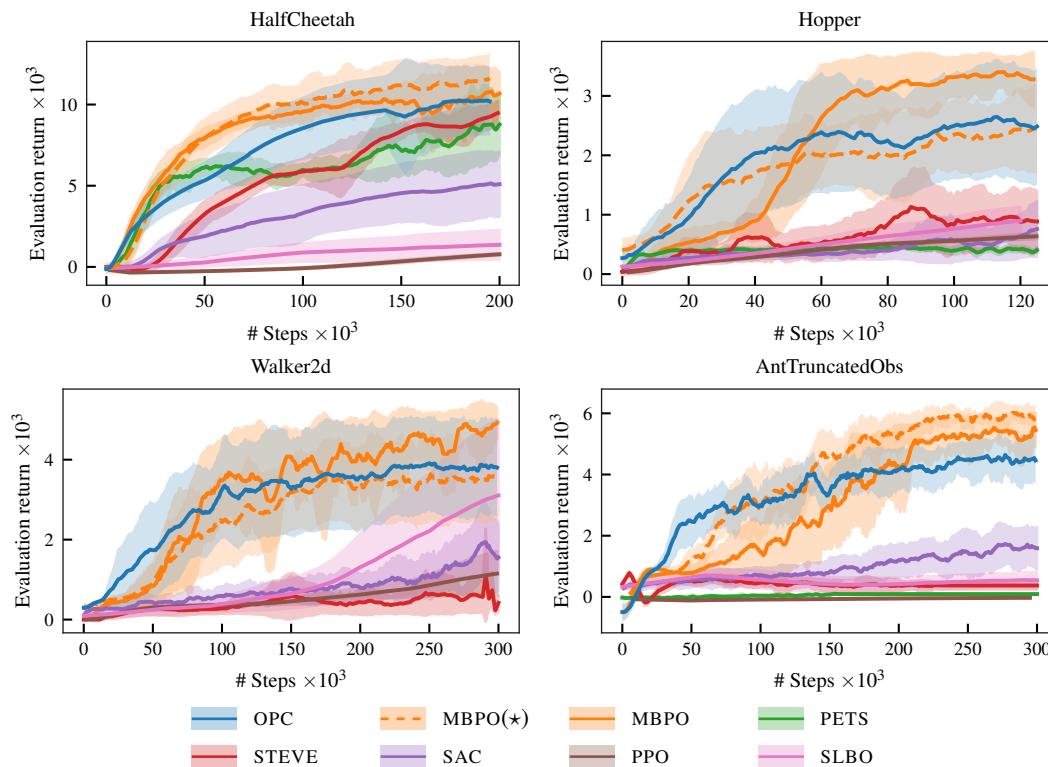 HalfCheetah
Hopper
Evaluation return ×10³
10
5
0
0
50
100
150
200
# Steps ×10³
Evaluation return ×10³
3
2
1
0
0
20
40
60
80
100
120
# Steps ×10³
Walker2d
AntTruncatedObs
Evaluation return ×10³
4
2
0
0
50
100
150
200
250
300
# Steps ×10³
Evaluation return ×10³
6
4
2
0
0
50
100
150
200
250
300
# Steps ×10³
OPC
MBPO(⋆)
MBPO
PETS
STEVE
SAC
PPO
SLBO